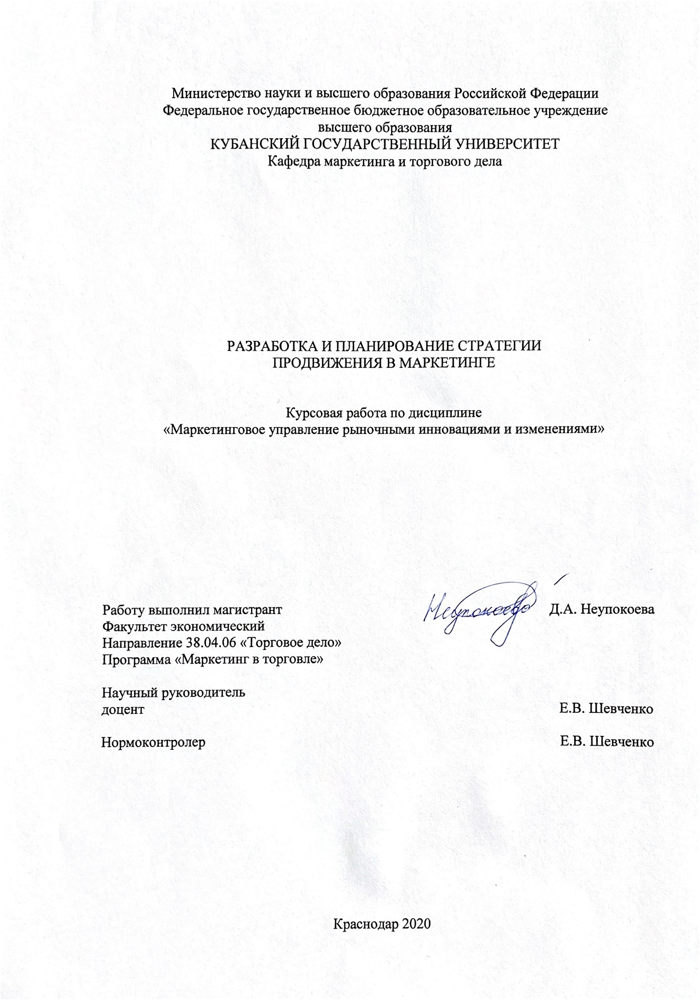 Министерство науки и высшего образования Российской Федерации
Федеральное государственное бюджетное образовательное учреждение
высшего образования
КУБАНСКИЙ ГОСУДАРСТВЕННЫЙ УНИВЕРСИТЕТ
Кафедра маркетинга и торгового дела
РАЗРАБОТКА И ПЛАНИРОВАНИЕ СТРАТЕГИИ
ПРОДВИЖЕНИЯ В МАРКЕТИНГЕ
Курсовая работа по дисциплине
«Маркетинговое управление рыночными инновациями и изменениями»
Работу выполнил магистрант Неупокоева Д.А. Неупокоева
Факультет экономический
Направление 38.04.06 «Торговое дело»
Программа «Маркетинг в торговле»
Научный руководитель
доцент Е.В. Шевченко
Нормоконтролер Е.В. Шевченко
Краснодар 2020